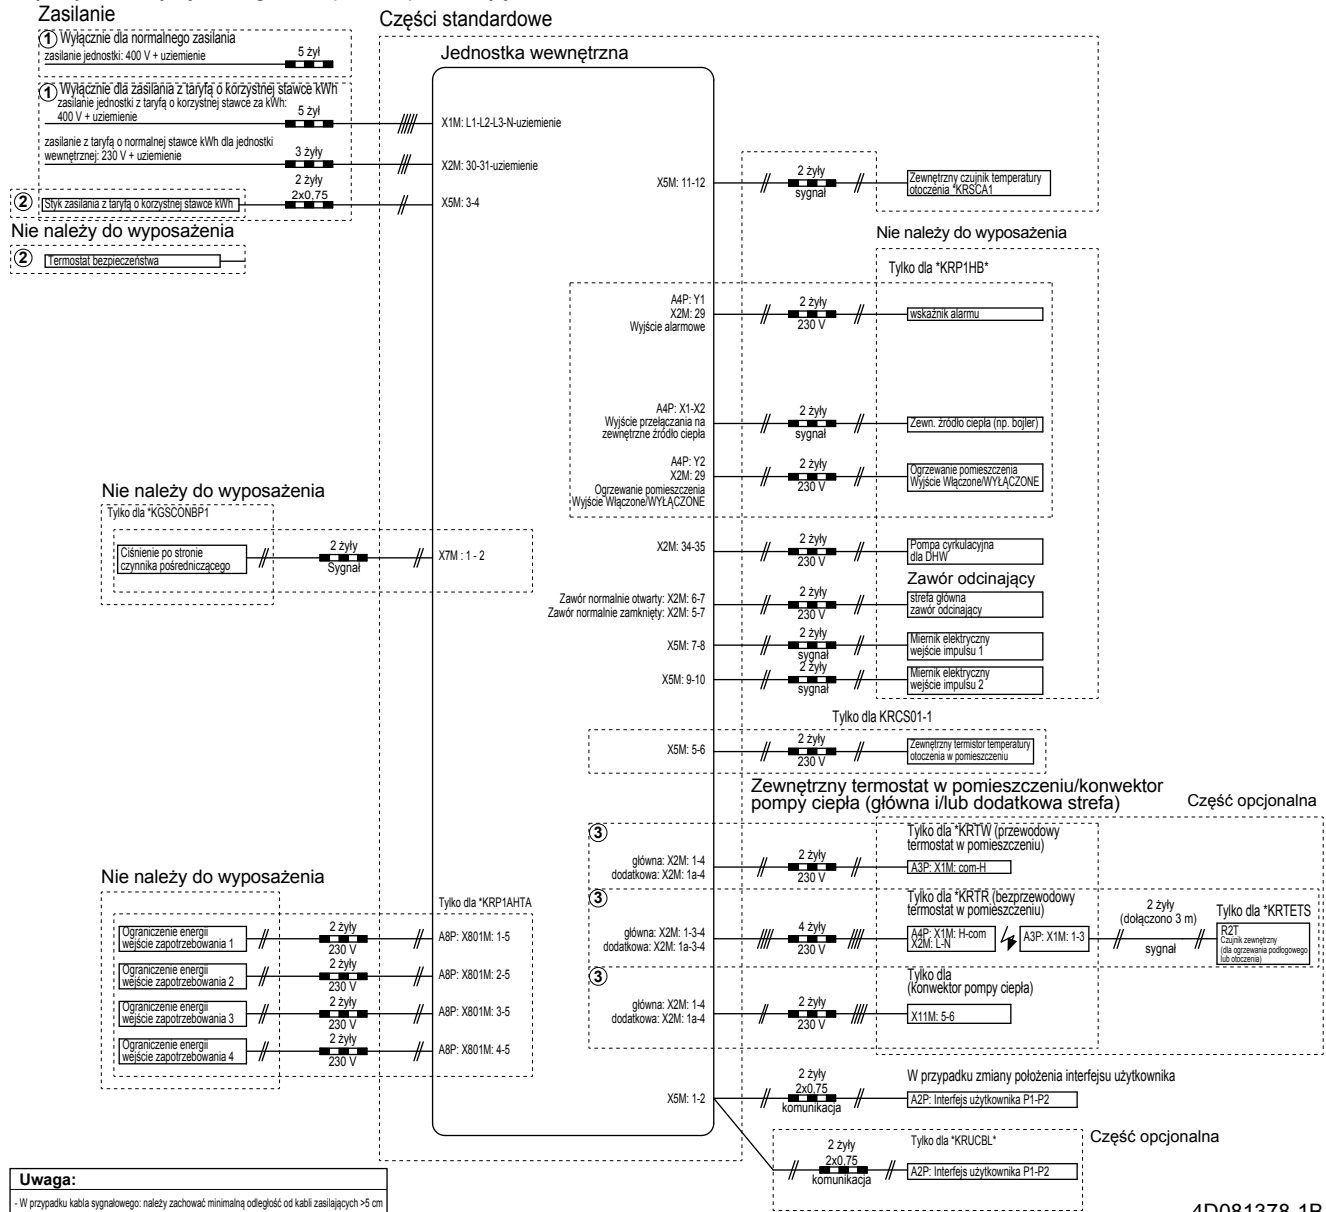 Zasilanie
① Wyłącznie dla normalnego zasilania
zasilanie jednostki: 400 V + uziemienie
5 żył
① Wyłącznie dla zasilania z taryfą o korzystnej stawce kWh
zasilanie jednostki z taryfą o korzystnej stawce za kWh:
400 V + uziemienie
5 żył
zasilanie z taryfą o normalnej stawce kWh dla jednostki
wewnętrznej: 230 V + uziemienie
3 żyły
2 żyły
2x0,75
② Styk zasilania z taryfą o korzystnej stawce kWh
Nie należy do wyposażenia
② Termostat bezpieczeństwa
Części standardowe
Jednostka wewnętrzna
X1M: L1-L2-L3-N-uziemienie
X2M: 30-31-uziemienie
X5M: 3-4
X5M: 11-12
2 żyły
sygnał
Zewnętrzny czujnik temperatury
otoczenia *KRSCA1
Nie należy do wyposażenia
Tylko dla *KRP1HB*
A4P: Y1
X2M: 29
Wyjście alarmowe
2 żyły
230 V
wskaźnik alarmu
A4P: X1-X2
Wyjście przełączania na
zewnętrzne źródło ciepła
2 żyły
sygnał
Zewn. źródło ciepła (np. bojler)
A4P: Y2
X2M: 29
Ogrzewanie pomieszczenia
Wyjście Włączone/WYŁĄCZONE
2 żyły
230 V
Ogrzewanie pomieszczenia
Wyjście Włączone/WYŁĄCZONE
Nie należy do wyposażenia
Tylko dla *KGSCONBP1
Ciśnienie po stronie
czynnika pośredniczącego
2 żyły
Sygnał
X7M : 1 - 2
X2M: 34-35
2 żyły
230 V
Pompa cyrkulacyjna
dla DHW
Zawór odcinający
Zawór normalnie otwarty: X2M: 6-7
Zawór normalnie zamknięty: X2M: 5-7
2 żyły
230 V
strefa główna
zawór odcinający
X5M: 7-8
2 żyły
sygnał
Miernik elektryczny
wejście impulsu 1
X5M: 9-10
2 żyły
sygnał
Miernik elektryczny
wejście impulsu 2
Tylko dla KRCS01-1
X5M: 5-6
2 żyły
230 V
Zewnętrzny termistor temperatury
otoczenia w pomieszczeniu
Zewnętrzny termostat w pomieszczeniu/konwektor
pompy ciepła (główna i/lub dodatkowa strefa)
Część opcjonalna
③
główna: X2M: 1-4
dodatkowa: X2M: 1a-4
2 żyły
230 V
Tylko dla *KRTW (przewodowy
termostat w pomieszczeniu)
A3P: X1M: com-H
③
główna: X2M: 1-3-4
dodatkowa: X2M: 1a-3-4
4 żyły
230 V
Tylko dla *KRTR (bezprzewodowy
termostat w pomieszczeniu)
A4P: X1M: H-com
X2M: L-N
A3P: X1M: 1-3
2 żyły
(dołączono 3 m)
sygnał
Tylko dla *KRTETS
R2T
Czujnik zewnętrzny
(dla ogrzewania podłogowego
lub otoczenia)
③
główna: X2M: 1-4
dodatkowa: X2M: 1a-4
2 żyły
230 V
Tylko dla
(konwektor pompy ciepła)
X11M: 5-6
Nie należy do wyposażenia
Tylko dla *KRP1AHTA
Ograniczenie energii
wejście zapotrzebowania 1
2 żyły
230 V
A8P: X801M: 1-5
Ograniczenie energii
wejście zapotrzebowania 2
2 żyły
230 V
A8P: X801M: 2-5
Ograniczenie energii
wejście zapotrzebowania 3
2 żyły
230 V
A8P: X801M: 3-5
Ograniczenie energii
wejście zapotrzebowania 4
2 żyły
230 V
A8P: X801M: 4-5
X5M: 1-2
2 żyły
2x0,75
komunikacja
W przypadku zmiany położenia interfejsu użytkownika
A2P: Interfejs użytkownika P1-P2
2 żyły
2x0,75
komunikacja
Tylko dla *KRUCBL*
A2P: Interfejs użytkownika P1-P2
Część opcjonalna
Uwaga:
- W przypadku kabla sygnałowego: należy zachować minimalną odległość od kabli zasilających >5 cm
4D081378-1B